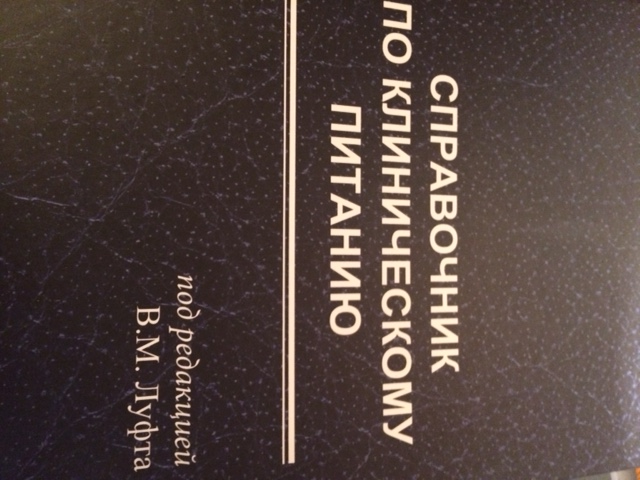 СПРАВОЧНИК
ПО КЛИНИЧЕСКОМУ
ПИТАНИЮ
под редакцией
В.М. Луфта